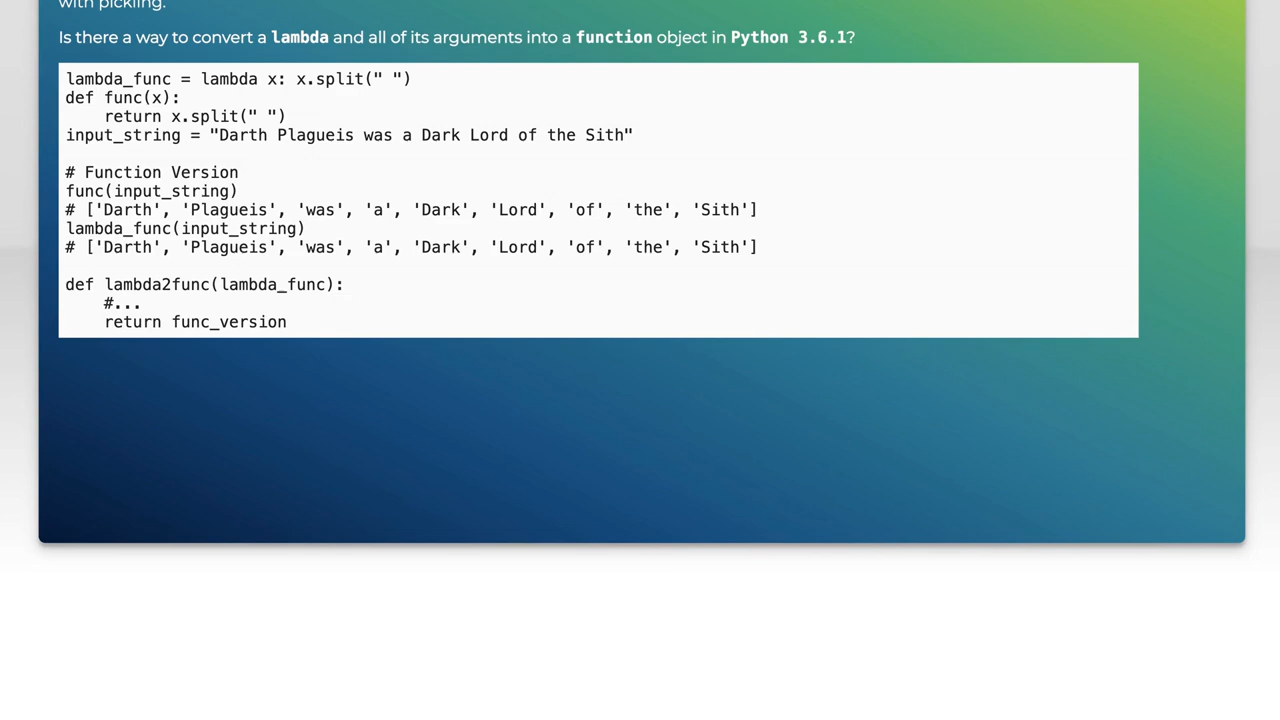 with pickling.
Is there a way to convert a lambda and all of its arguments into a function object in Python 3.6.1?
lambda_func = lambda x: x.split(" ")
def func(x):
    return x.split(" ")
input_string = "Darth Plagueis was a Dark Lord of the Sith"

# Function Version
func(input_string)
# ['Darth', 'Plagueis', 'was', 'a', 'Dark', 'Lord', 'of', 'the', 'Sith']
lambda_func(input_string)
# ['Darth', 'Plagueis', 'was', 'a', 'Dark', 'Lord', 'of', 'the', 'Sith']

def lambda2func(lambda_func):
    #...
    return func_version